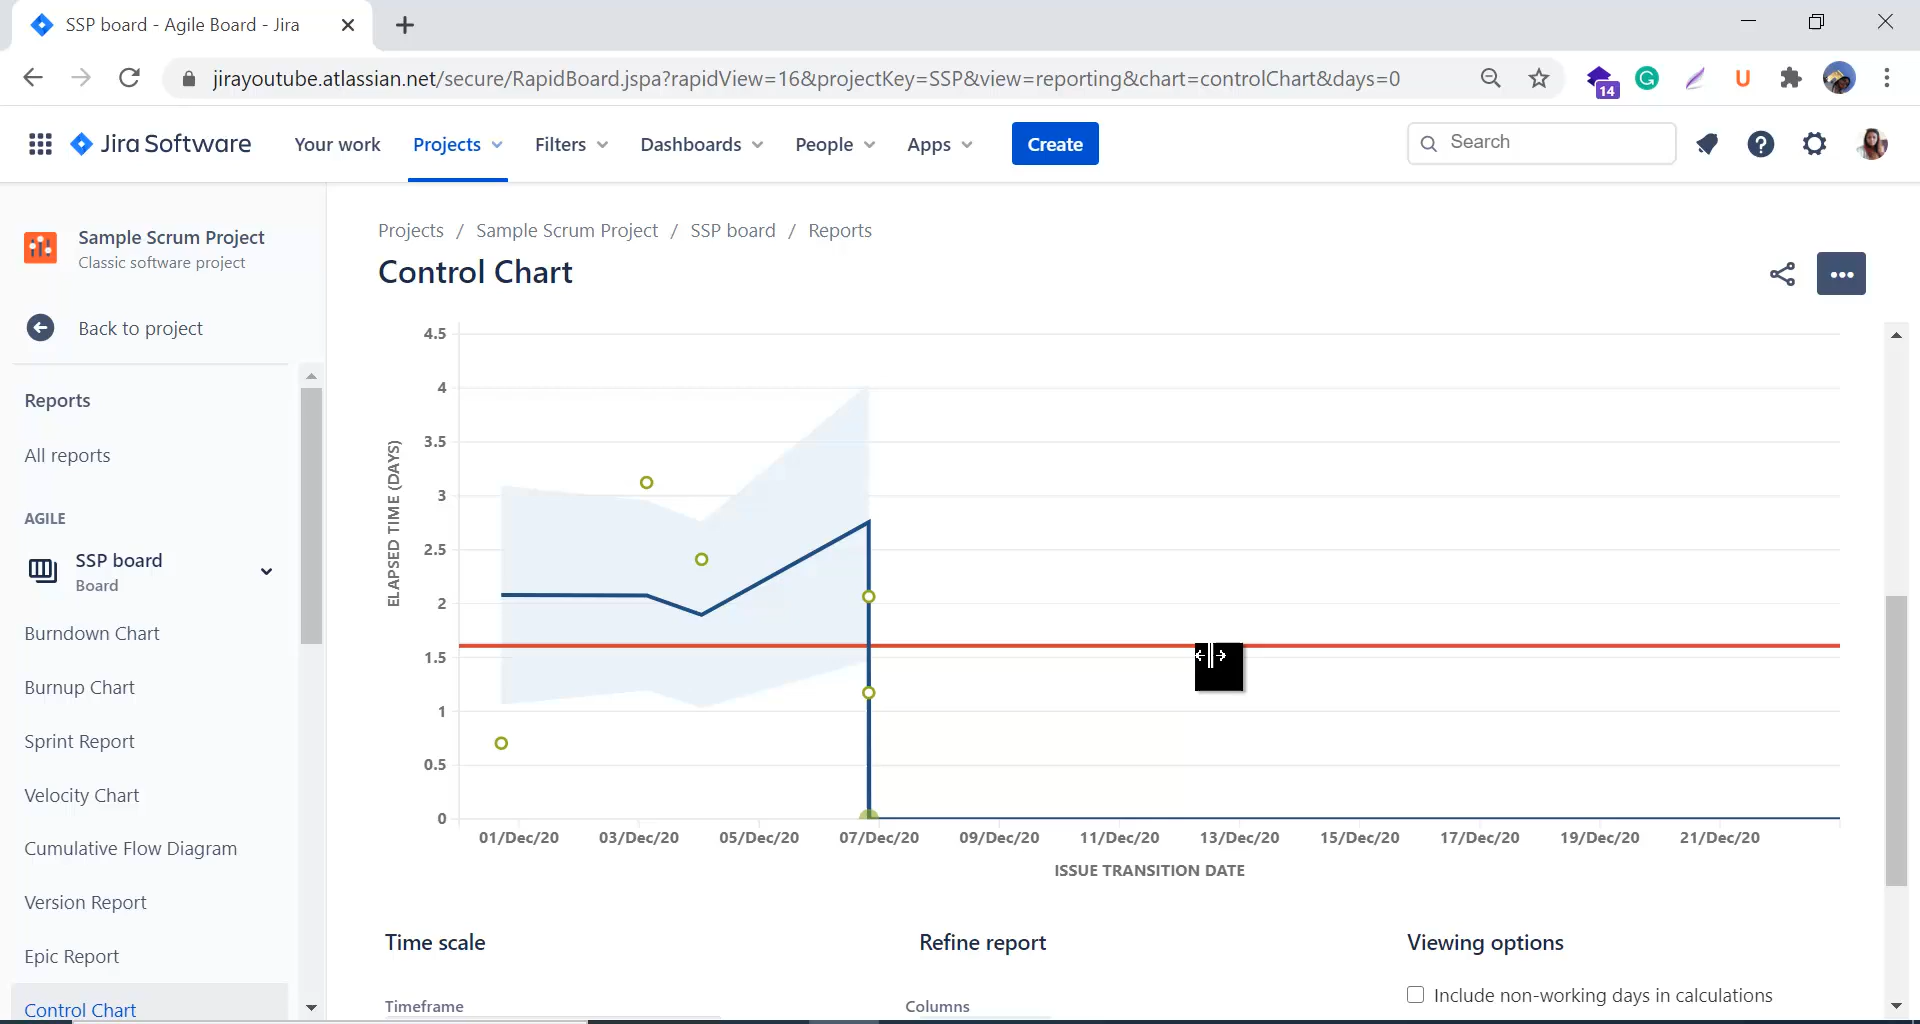 SSP board - Agile Board - Jira
jirayoutube.atlassian.net/secure/RapidBoard.jspa?rapidView=16&projectKey=SSP&view=reporting&chart=controlChart&days=0
14
Jira Software
Your work
Projects
Filters
Dashboards
People
Apps
Create
Search
Sample Scrum Project
Classic software project
Back to project
Reports
All reports
AGILE
SSP board
Board
Burndown Chart
Burnup Chart
Sprint Report
Velocity Chart
Cumulative Flow Diagram
Version Report
Epic Report
Control Chart
Projects / Sample Scrum Project / SSP board / Reports
Control Chart
4.5
4
3.5
3
2.5
2
1.5
1
0.5
0
ELAPSED TIME (DAYS)
01/Dec/20 03/Dec/20 05/Dec/20 07/Dec/20 09/Dec/20 11/Dec/20 13/Dec/20 15/Dec/20 17/Dec/20 19/Dec/20 21/Dec/20
ISSUE TRANSITION DATE
Time scale
Timeframe
Refine report
Columns
Viewing options
Include non-working days in calculations